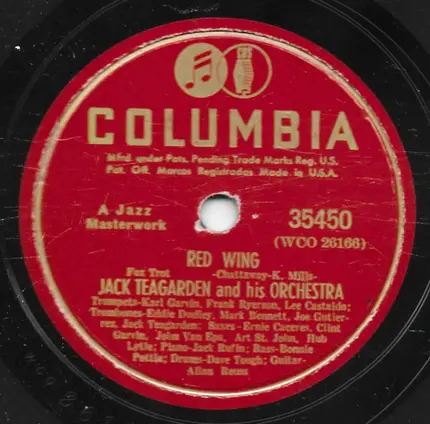 COLUMBIA
Mfrd. under Pats. Pending Trade Marks Reg. U.S.
Pat. Off. Marcas Registradas Made in U.S.A.
A Jazz
Masterwork
35450
(WCO 26166)
RED WING
Fox Trot -Chattaway-K. Mills-
JACK TEAGARDEN and his ORCHESTRA
Trumpets-Karl Garvin, Frank Ryerson, Lee Castaldo;
Trombones-Eddie Dudley, Mark Bennett, Joe Gutier-
rez, Jack Teagarden; Saxes-Ernie Caceres, Clint
Garvin, John Van Eps, Art St. John, Hub
Lytle; Piano-Jack Rufin; Bass-Bennie
Pottle; Drums-Dave Tough; Guitar-
Allan Reuss